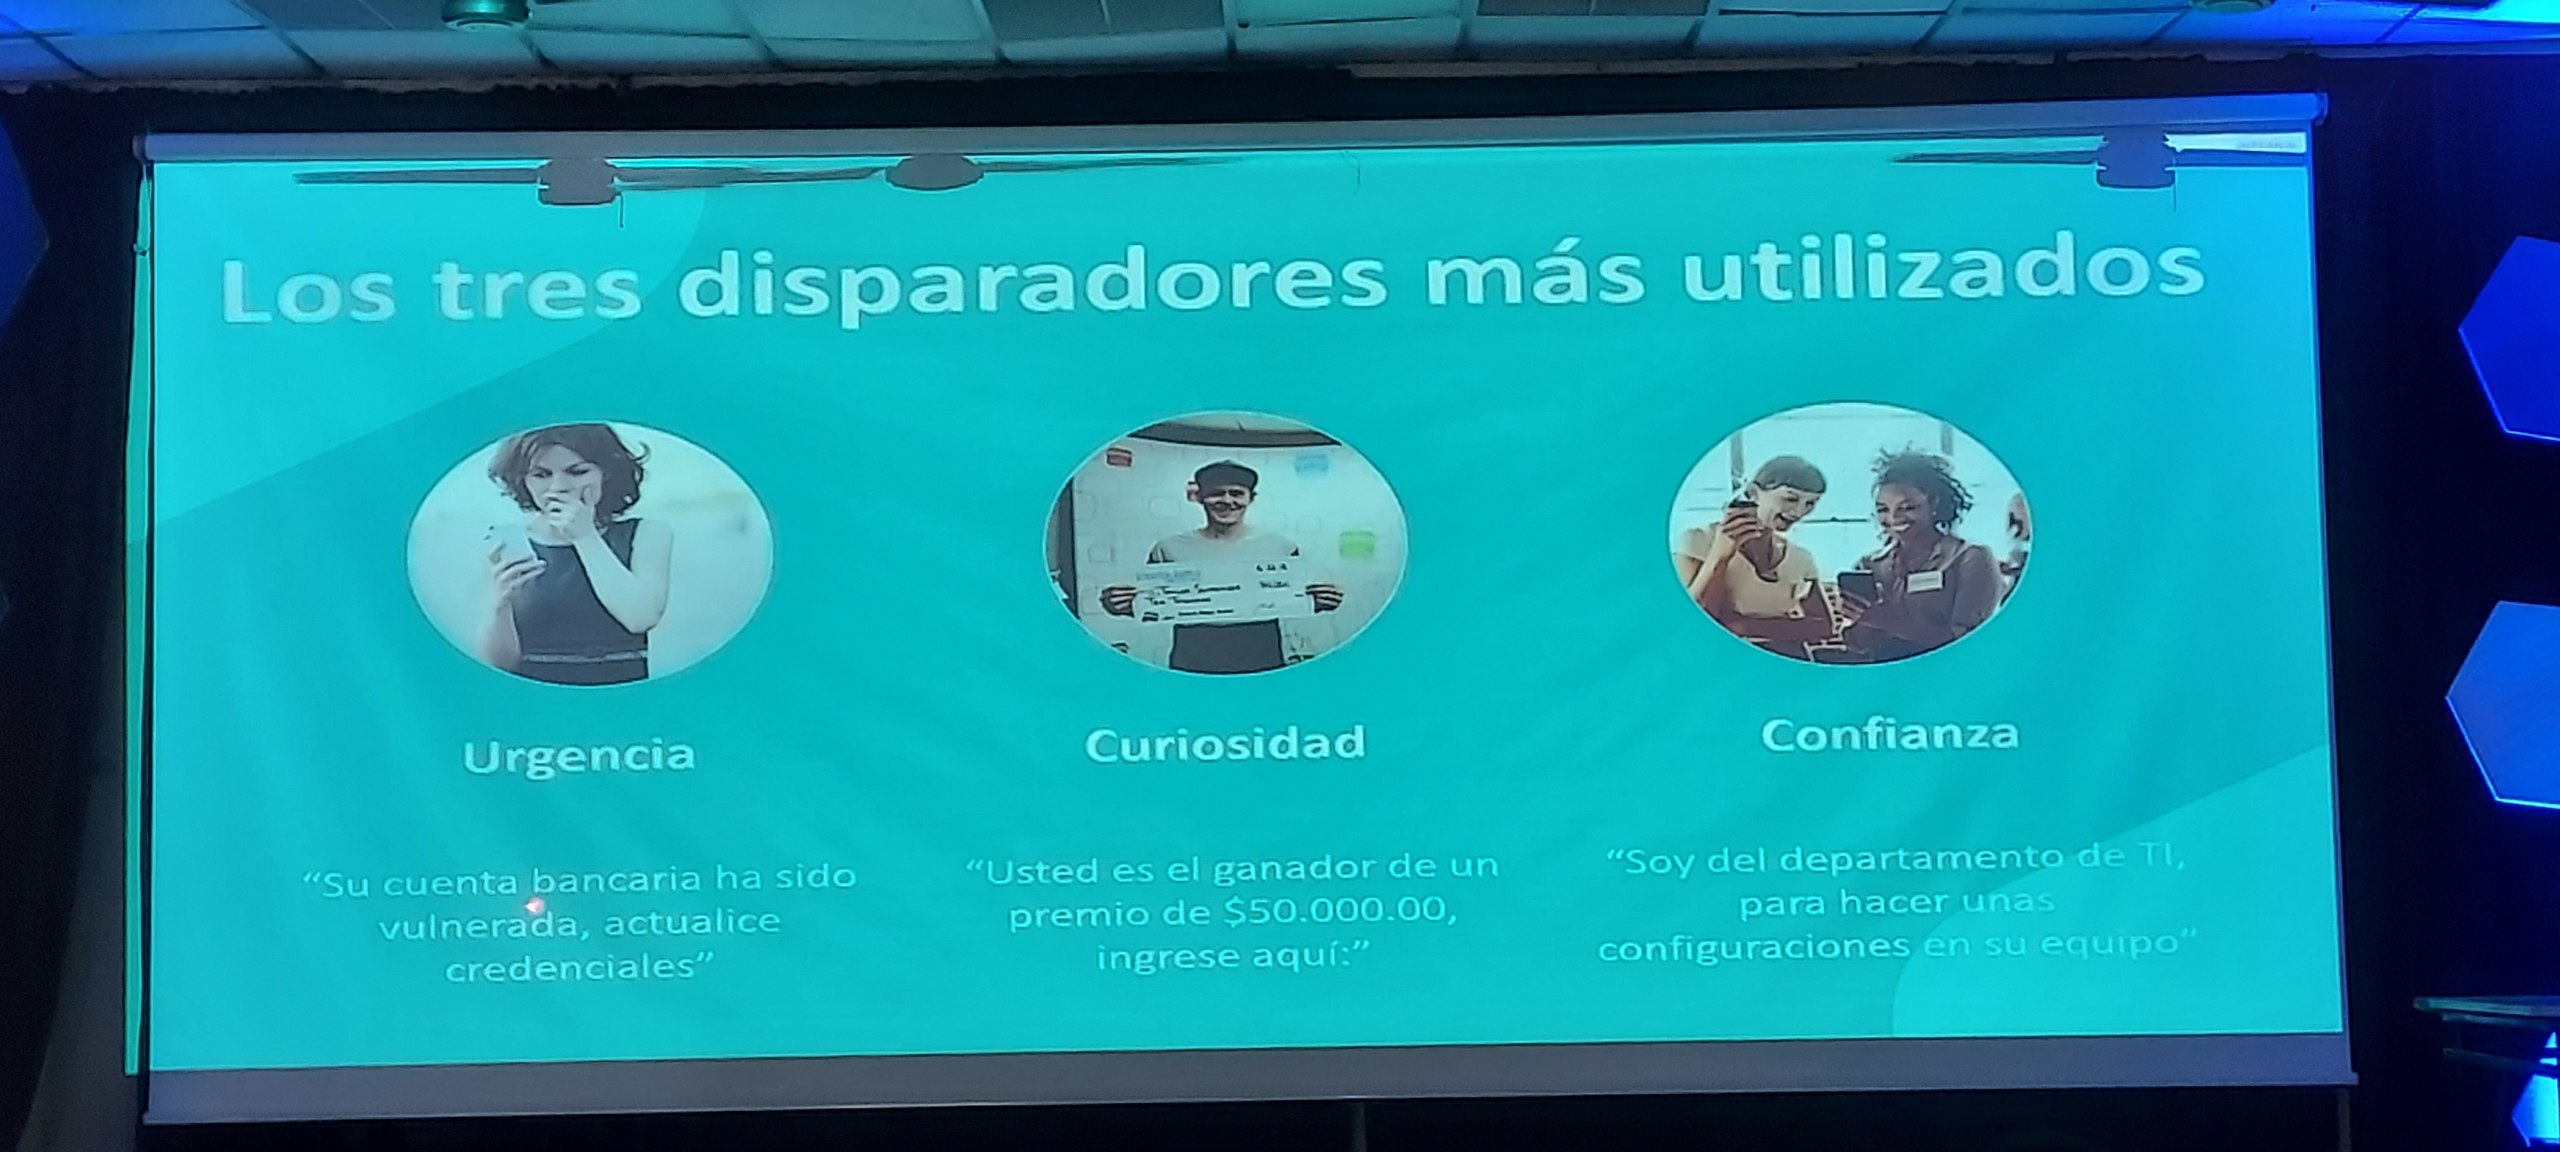 Los tres disparadores más utilizados
Urgencia
Curiosidad
Confianza
“Su cuenta bancaria ha sido
vulnerada, actualice
credenciales”
“Usted es el ganador de un
premio de $50.000.00,
ingrese aquí:”
“Soy del departamento de TI,
para hacer unas
configuraciones en su equipo”